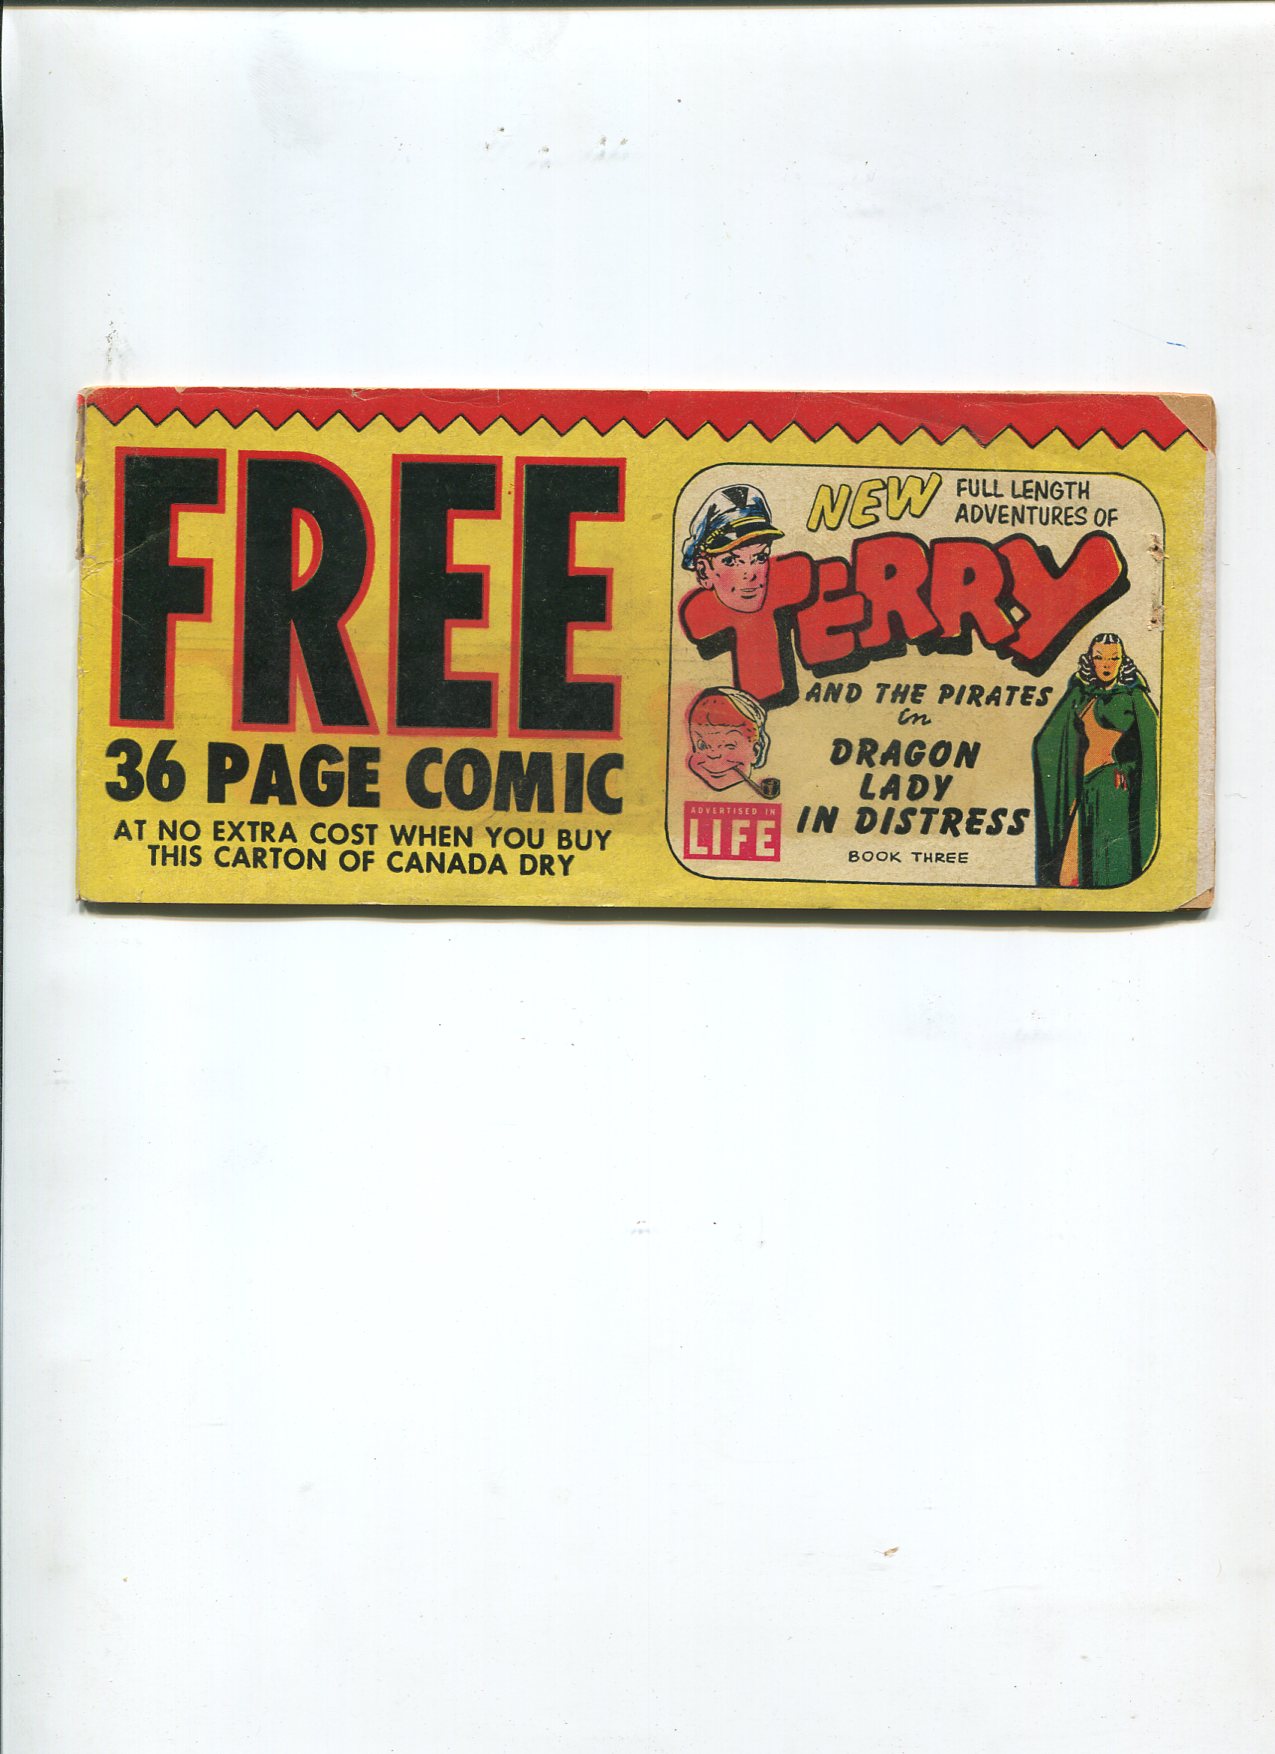 FREE
36 PAGE COMIC
AT NO EXTRA COST WHEN YOU BUY
THIS CARTON OF CANADA DRY
NEW FULL LENGTH
ADVENTURES OF
TERRY
AND THE PIRATES
in
DRAGON
LADY
IN DISTRESS
BOOK THREE
ADVERTISED IN
LIFE